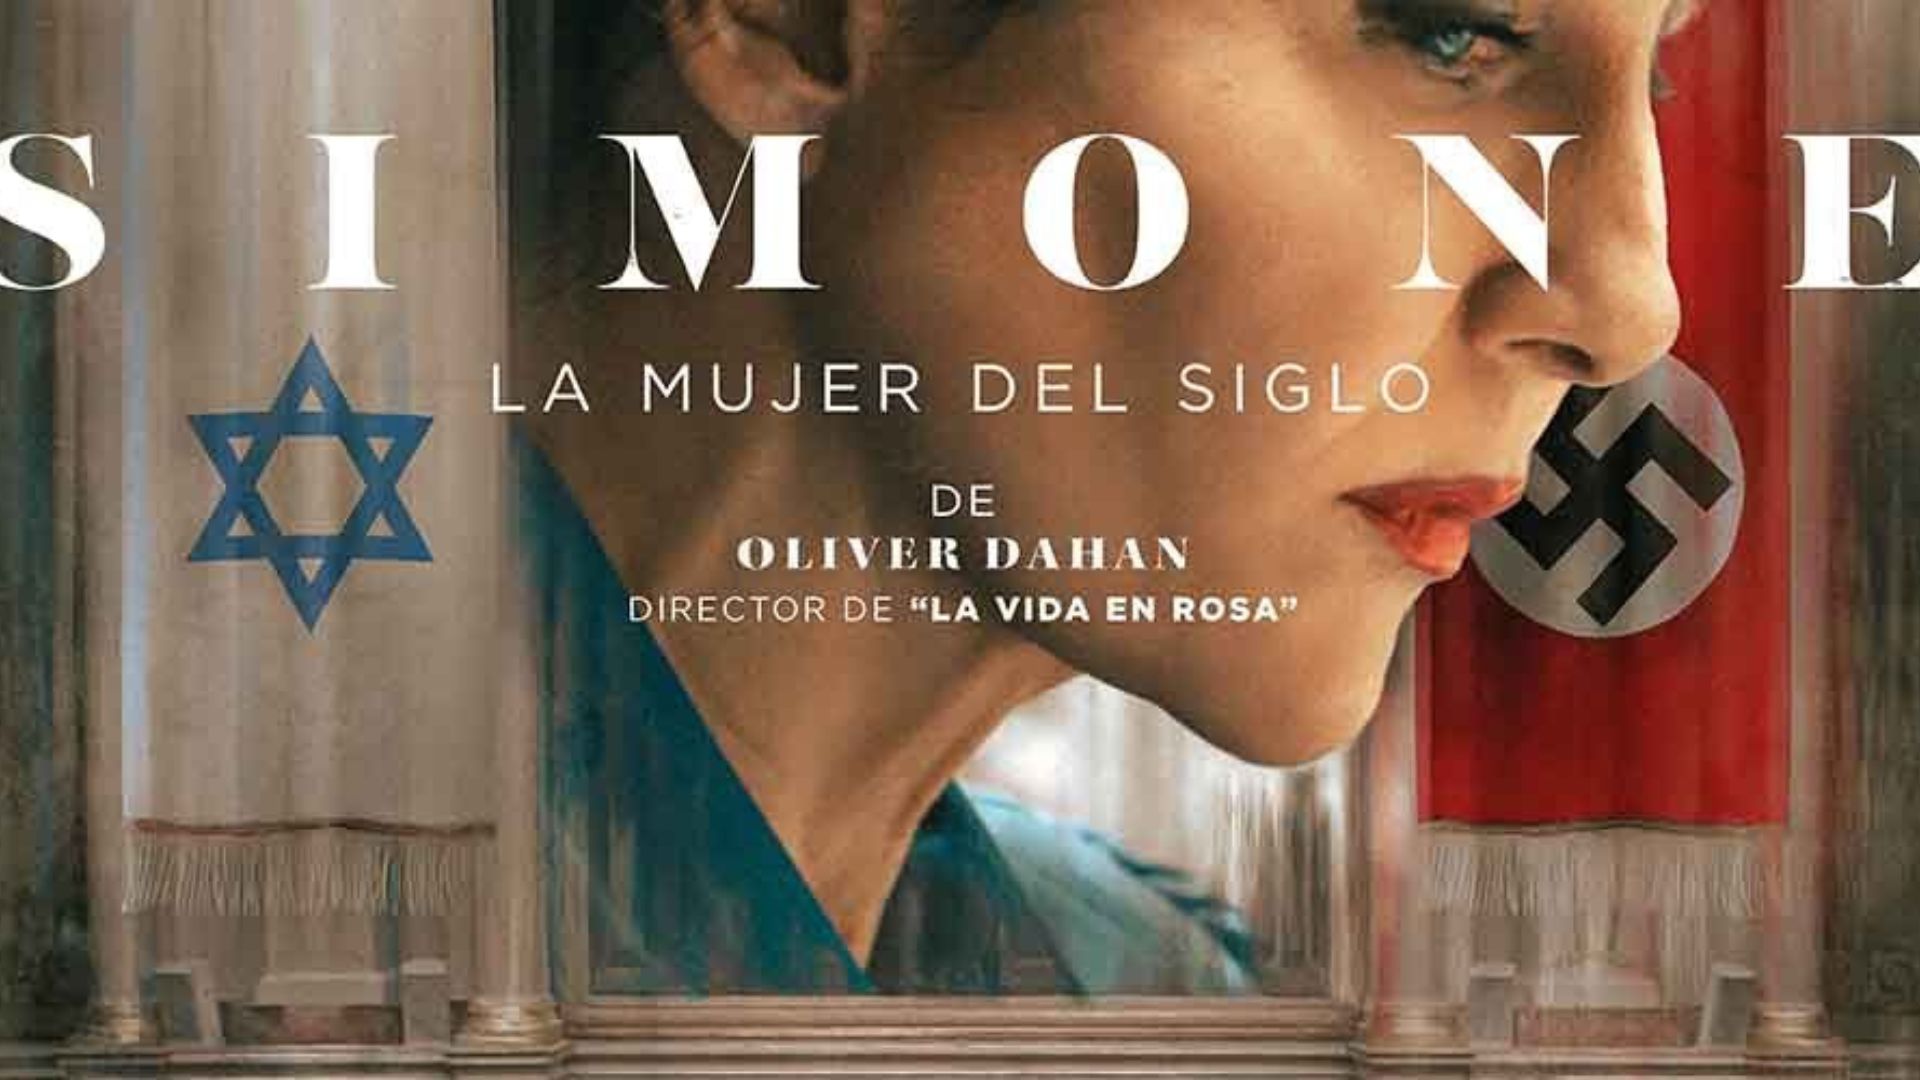 SIMONE
LA MUJER DEL SIGLO
DE
OLIVER DAHAN
DIRECTOR DE “LA VIDA EN ROSA”